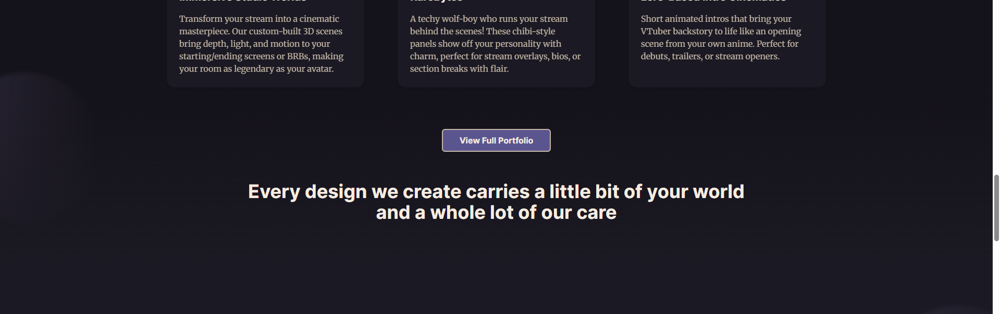 Transform your stream into a cinematic
masterpiece. Our custom-built 3D scenes
bring depth, light, and motion to your
starting/ending screens or BRBs, making
your room as legendary as your avatar.
A techy wolf-boy who runs your stream
behind the scenes! These chibi-style
panels show off your personality with
charm, perfect for stream overlays, bios, or
section breaks with flair.
Short animated intros that bring your
VTuber backstory to life like an opening
scene from your own anime. Perfect for
debuts, trailers, or stream openers.
View Full Portfolio
Every design we create carries a little bit of your world
and a whole lot of our care